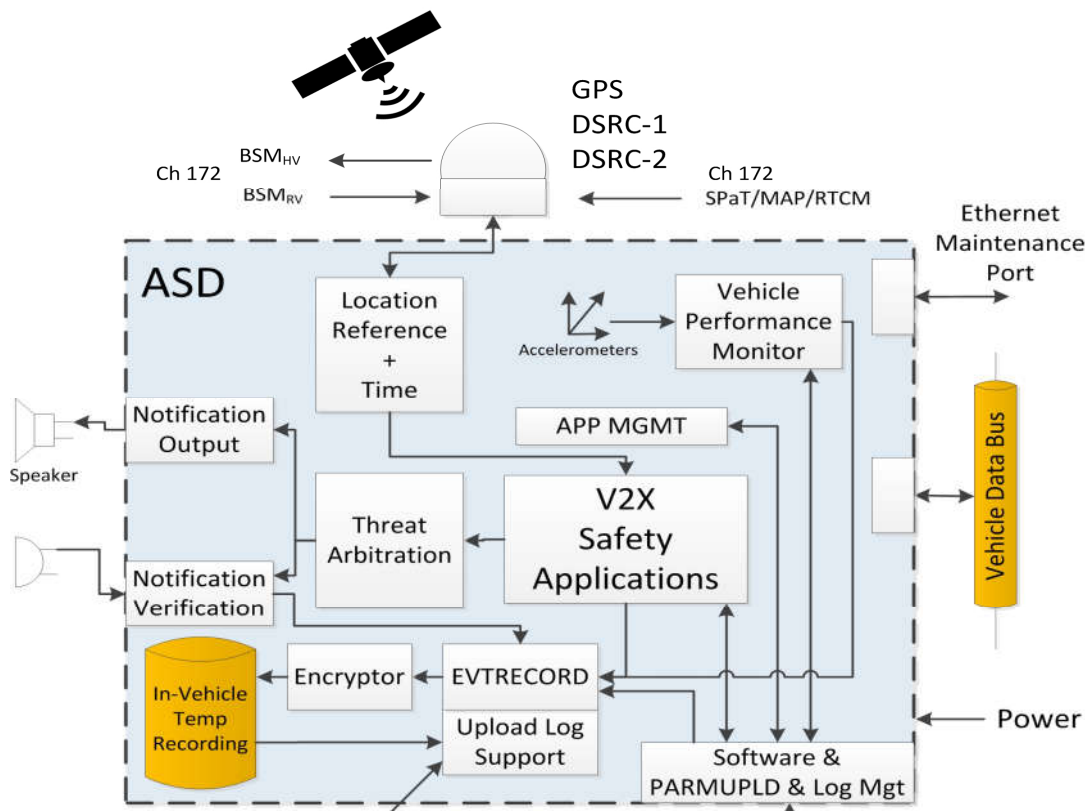 GPS
DSRC-1
DSRC-2
Ch 172
BSMHV
BSMRV
Ch 172
SPaT/MAP/RTCM
Ethernet
Maintenance
Port
ASD
Location
Reference
+
Time
Accelerometers
Vehicle
Performance
Monitor
Notification
Output
Speaker
APP MGMT
Vehicle Data Bus
Threat
Arbitration
V2X
Safety
Applications
Notification
Verification
In-Vehicle
Temp
Recording
Encryptor
EVTRECORD
Upload Log
Support
Power
Software &
PARMUPLD & Log Mgt